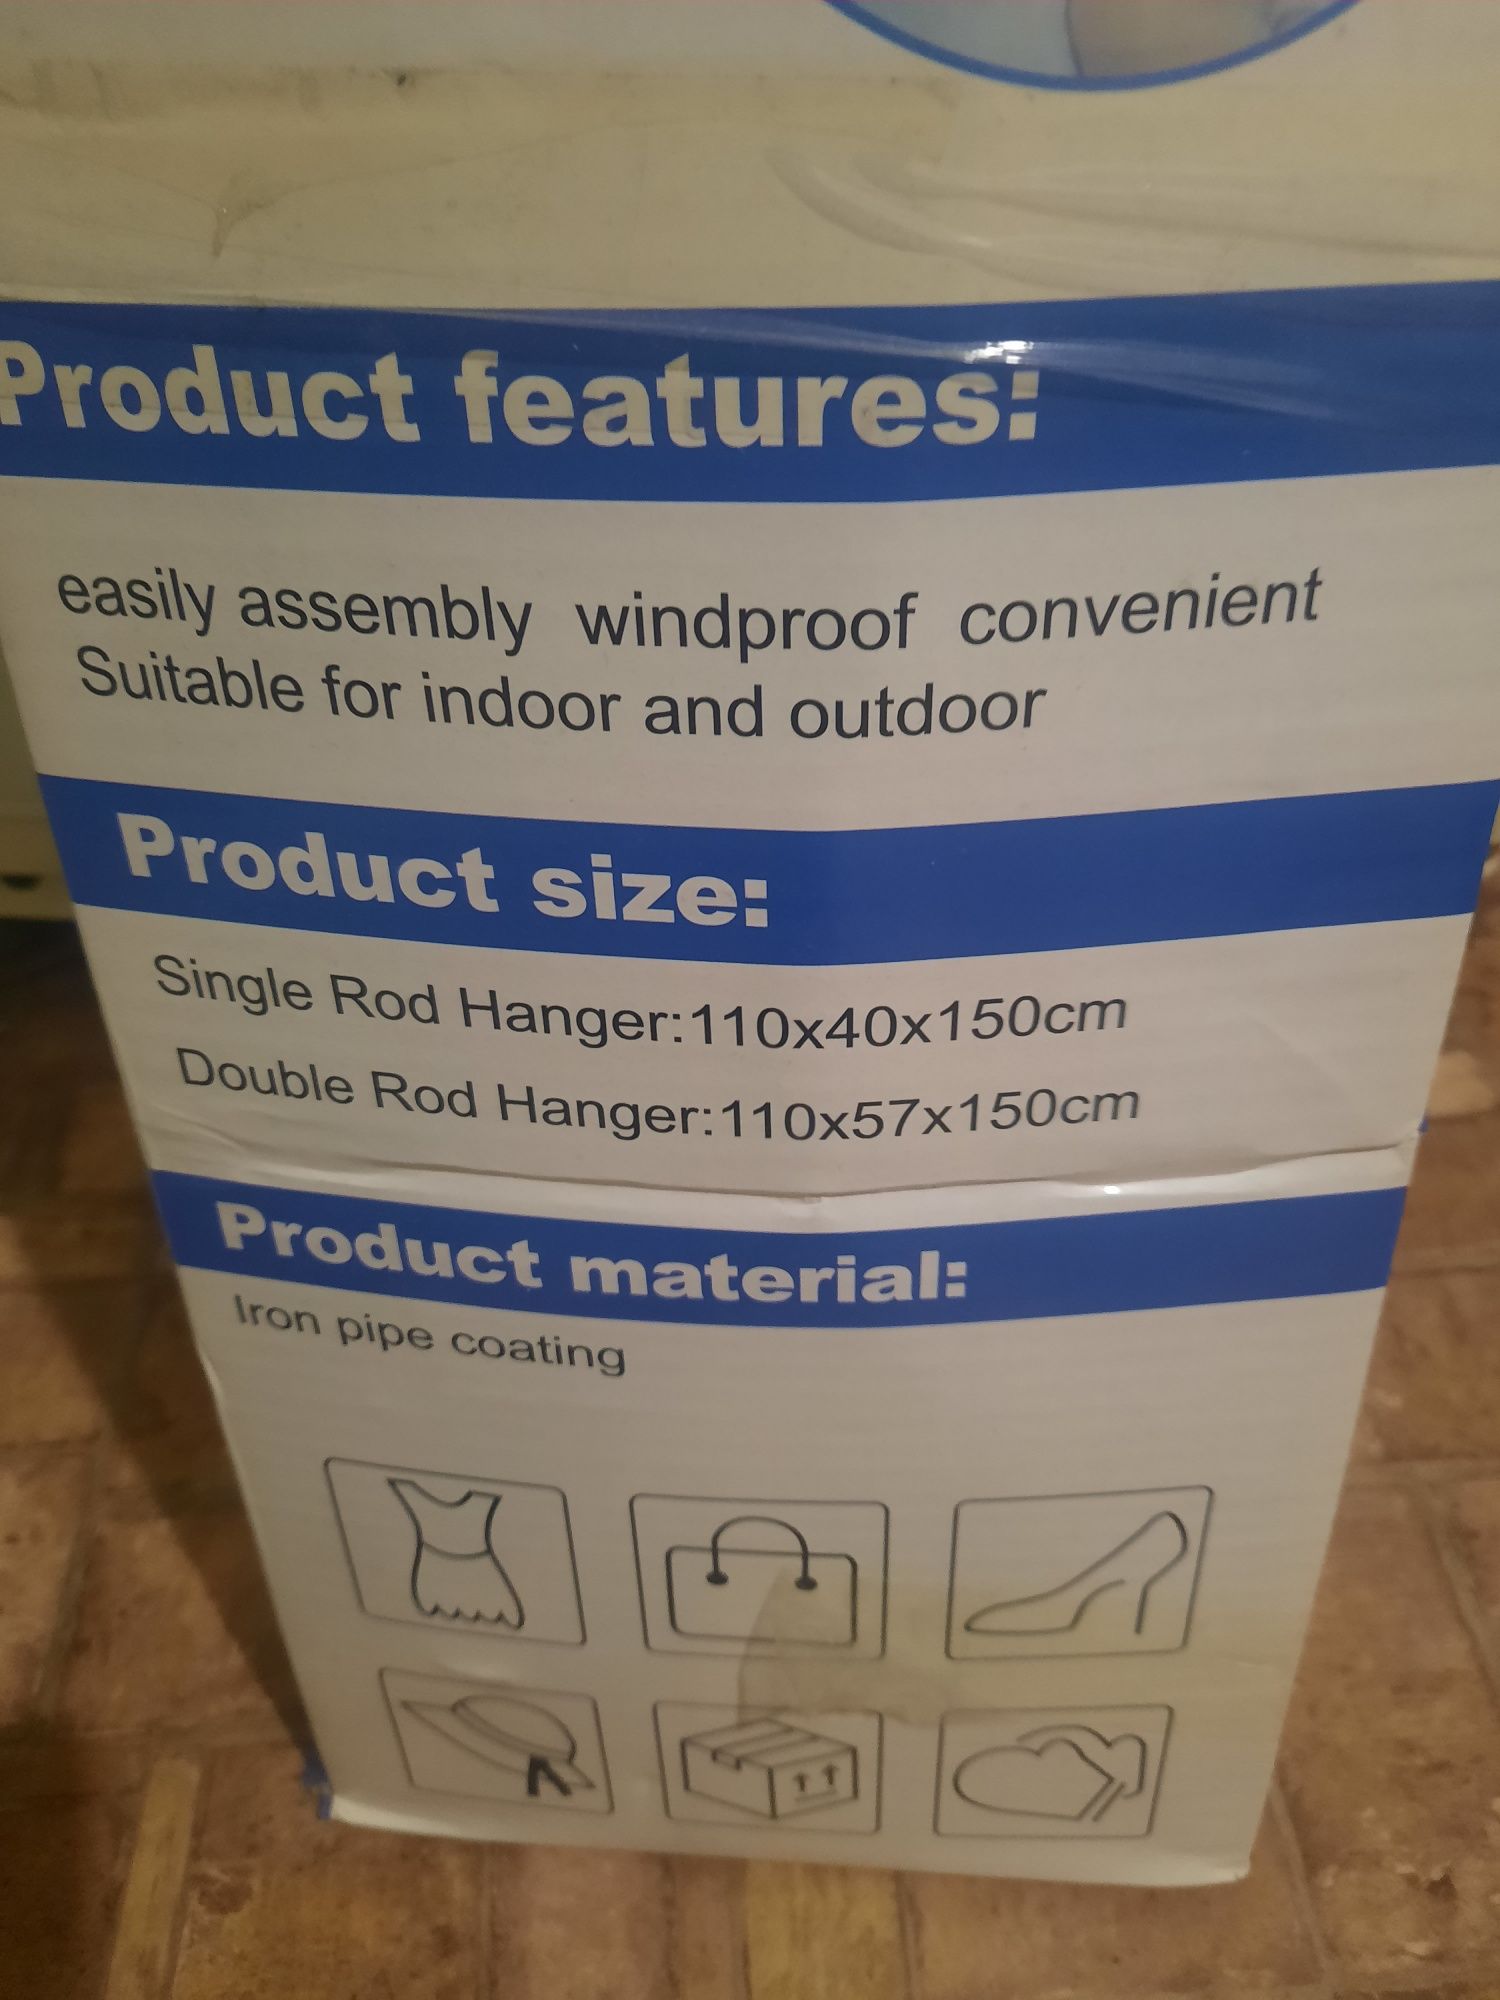 Product features:
easily assembly windproof convenient
Suitable for indoor and outdoor
Product size:
Single Rod Hanger:110x40x150cm
Double Rod Hanger:110x57x150cm
Product material:
Iron pipe coating